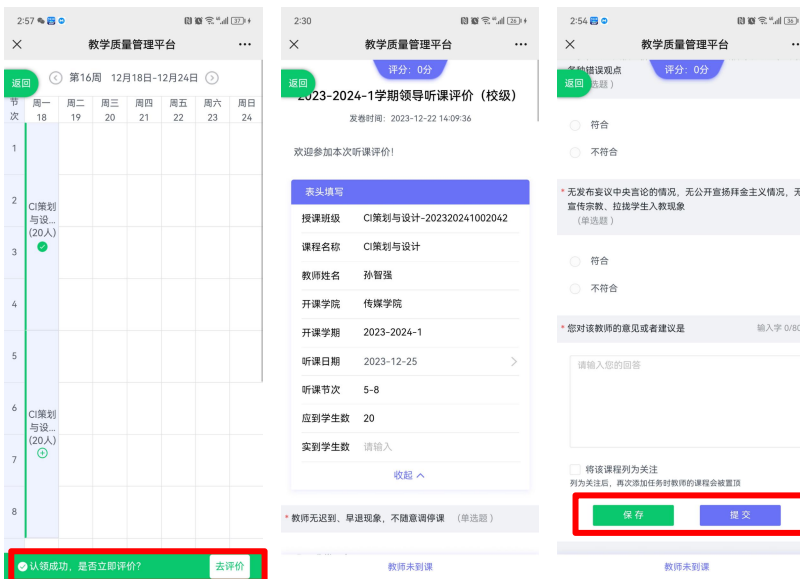 2:57
37
教学质量管理平台
返回
第16周 12月18日-12月24日
节次 周一 18 周二 19 周三 20 周四 21 周五 22 周六 23 周日 24
1
2
CI策划
与设...
(20人)
3
4
5
6
CI策划
与设...
(20人)
7
8
认领成功，是否立即评价？
去评价
2:30
26
教学质量管理平台
评分：0分
返回
2023-2024-1学期领导听课评价（校级）
发卷时间：2023-12-22 14:09:36
欢迎参加本次听课评价!
表头填写
授课班级 CI策划与设计-202320241002042
课程名称 CI策划与设计
教师姓名 孙智强
开课学院 传媒学院
开课学期 2023-2024-1
听课日期 2023-12-25
听课节次 5-8
应到学生数 20
实到学生数 请输入
收起
* 教师无迟到、早退现象，不随意调停课 （单选题）
教师未到课
2:54
36
教学质量管理平台
评分：0分
各种错误观点
返回
选题）
符合
不符合
* 无发布妄议中央言论的情况，无公开宣扬拜金主义情况，无
宣传宗教、拉拢学生入教现象
（单选题）
符合
不符合
* 您对该教师的意见或者建议是 输入字 0/80
请输入您的回答
将该课程列为关注
列为关注后，再次添加任务时教师的课程会被置顶
保存
提交
教师未到课